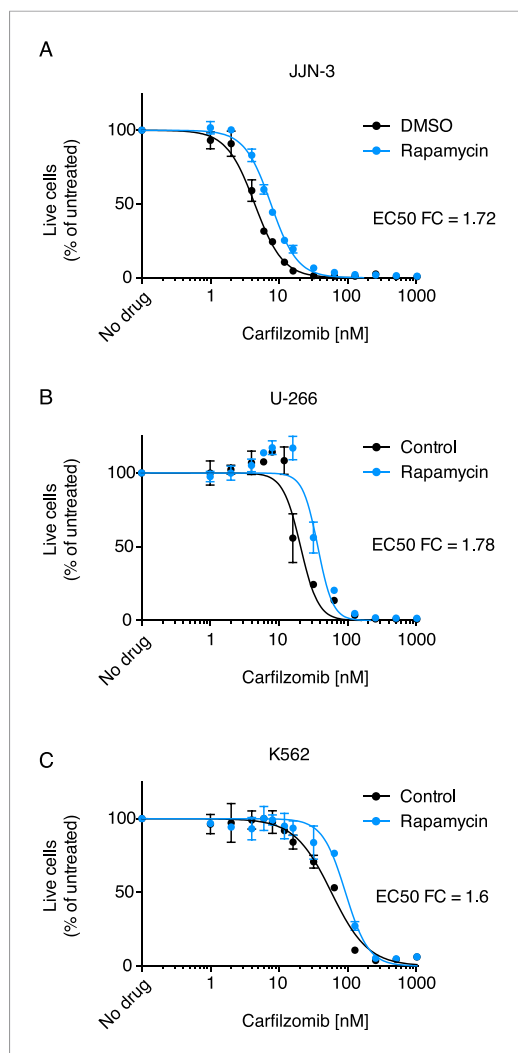 A
JJN-3
Live cells
(% of untreated)
100
50
0
DMSO
Rapamycin
EC50 FC = 1.72
No drug
1
10
100
1000
Carfilzomib [nM]
B
U-266
Live cells
(% of untreated)
100
50
0
Control
Rapamycin
EC50 FC = 1.78
No drug
1
10
100
1000
Carfilzomib [nM]
C
K562
Live cells
(% of untreated)
100
50
0
Control
Rapamycin
EC50 FC = 1.6
No drug
1
10
100
1000
Carfilzomib [nM]